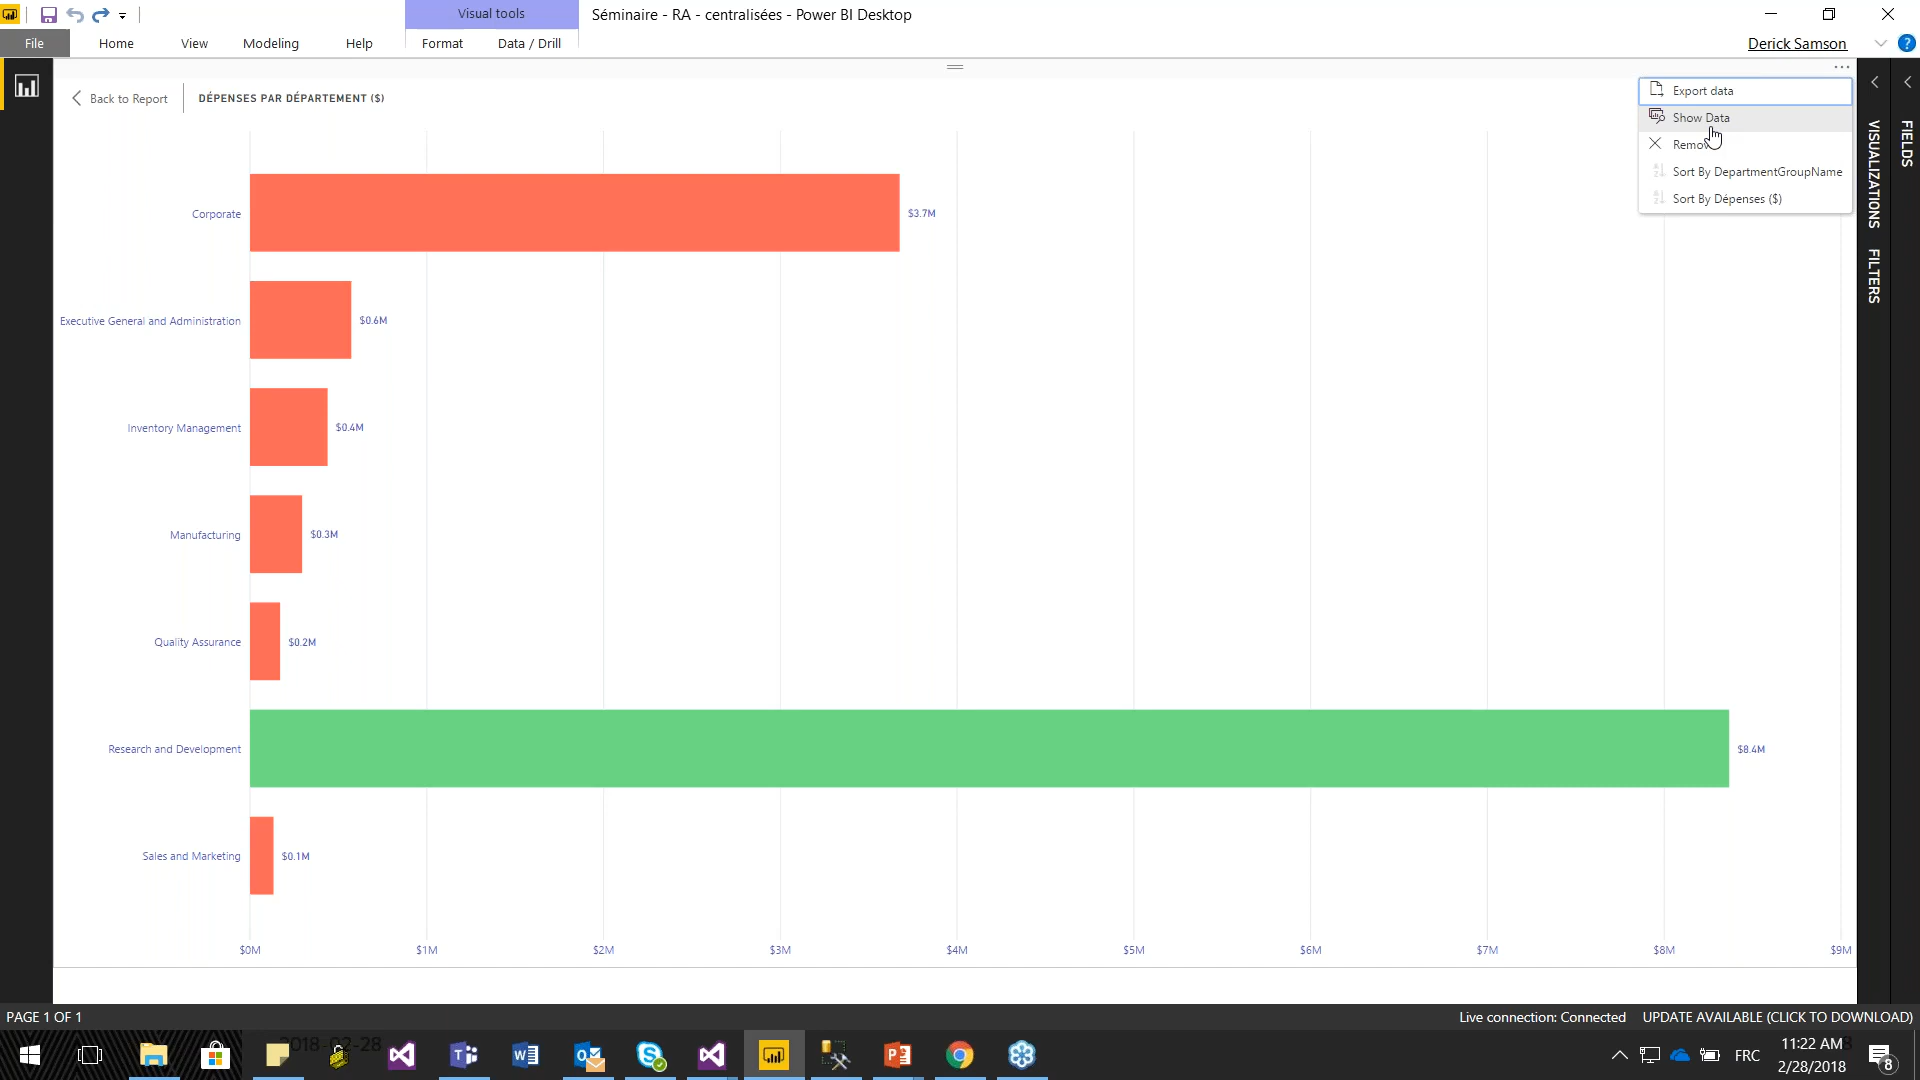 Visual tools
Séminaire - RA - centralisées - Power BI Desktop
File Home View Modeling Help Format Data / Drill
Derick Samson
?
Back to Report
DÉPENSES PAR DÉPARTEMENT ($)
Export data
Show Data
Sort By DepartmentGroupName
Sort By Dépenses ($)
VISUALIZATIONS
FILTERS
FIELDS
Corporate $3.7M
Executive General and Administration $0.6M
Inventory Management $0.4M
Manufacturing $0.3M
Quality Assurance $0.2M
Research and Development $8.4M
Sales and Marketing $0.1M
$0M $1M $2M $3M $4M $5M $6M $7M $8M $9M
PAGE 1 OF 1
Live connection: Connected UPDATE AVAILABLE (CLICK TO DOWNLOAD)
2018-02-28
FRC
11:22 AM
2/28/2018
8